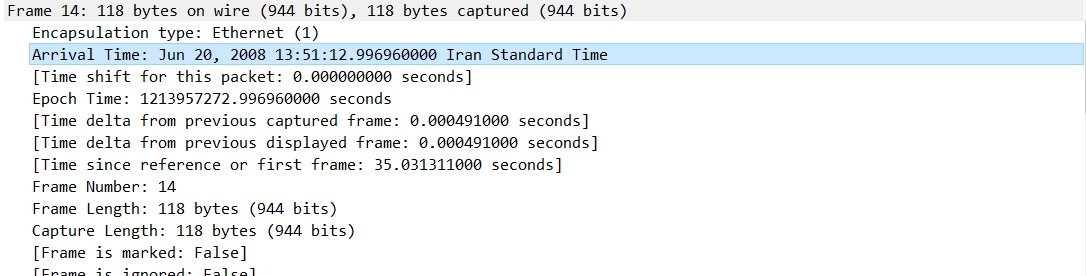 Frame 14: 118 bytes on wire (944 bits), 118 bytes captured (944 bits)
Encapsulation type: Ethernet (1)
Arrival Time: Jun 20, 2008 13:51:12.996960000 Iran Standard Time
[Time shift for this packet: 0.000000000 seconds]
Epoch Time: 1213957272.996960000 seconds
[Time delta from previous captured frame: 0.000491000 seconds]
[Time delta from previous displayed frame: 0.000491000 seconds]
[Time since reference or first frame: 35.031311000 seconds]
Frame Number: 14
Frame Length: 118 bytes (944 bits)
Capture Length: 118 bytes (944 bits)
[Frame is marked: False]
[Frame is ignored: False]